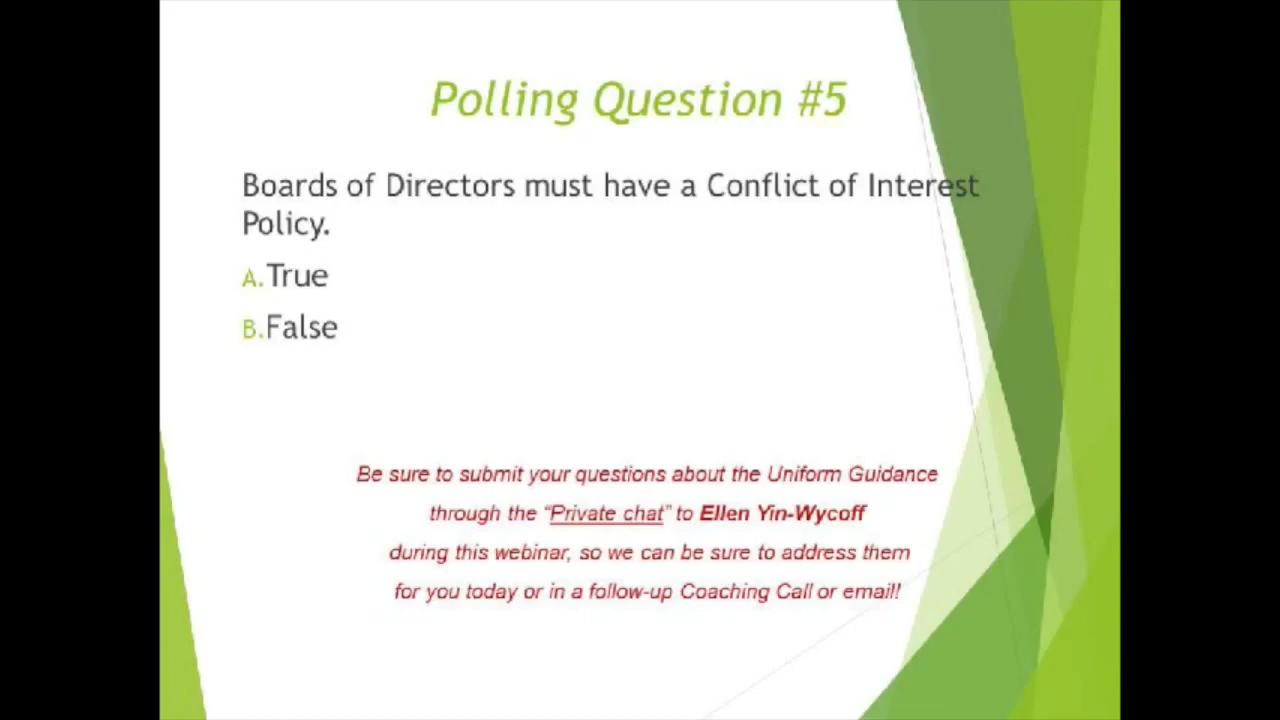 Polling Question #5
Boards of Directors must have a Conflict of Interest
Policy.
A.True
B.False
Be sure to submit your questions about the Uniform Guidance
through the “Private chat” to Ellen Yin-Wycoff
during this webinar, so we can be sure to address them
for you today or in a follow-up Coaching Call or email!